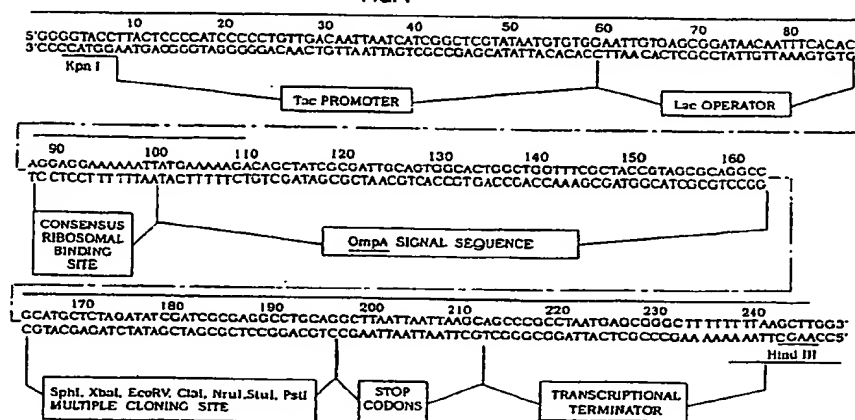 10 20 30 40 50 60 70 80
5'GGGGTACCTTACTCCCCATCCCCCTGTTGACAATTAATCATCGGCTCGTATAATGTGTGGAATTGTGAGCGGATAACAATTTCACAC
3'CCCCATGGAATGACGGGTAGGGGGACAACTGTTAATTAGTCGCCGAGCATATTACACACCTTAACACTCGCCTATTGTTAAAGTGTG
Kpn I
Tac PROMOTER
Lac OPERATOR
90 100 110 120 130 140 150 160
AGGAGGAAAAAATTATGAAAAAGACAGCTATCGCGATTGCAGTGGCACTGGCTGGTTTCGCTACCGTAGCGCAGGCC
TCCTCCTTTTTTAATACTTTTTCTGTCGATAGCGCTAACGTCACCGTGACCGACCAAAGCGATGGCATCGCGTCCGG
CONSENSUS
RIBOSOMAL
BINDING
SITE
OmpA SIGNAL SEQUENCE
170 180 190 200 210 220 230 240
GCATGCTCTAGATATCGATCGCGAGGCCTGCAGGCTTAATTAATTAAGCAGCCCGCCTAATGAGCGGGCTTTTTTTTAAGCTTGG3'
CGTACGAGATCTATAGCTAGCGCTCCGGACGTCCGAATTAATTAATTCGTCGGGCGGATTACTCGCCCGAAAAAAAATTCGAACC5'
Hind III
SphI, XbaI, EcoRV, ClaI, NruI, StuI, PstI
MULTIPLE CLONING SITE
STOP
CODONS
TRANSCRIPTIONAL
TERMINATOR